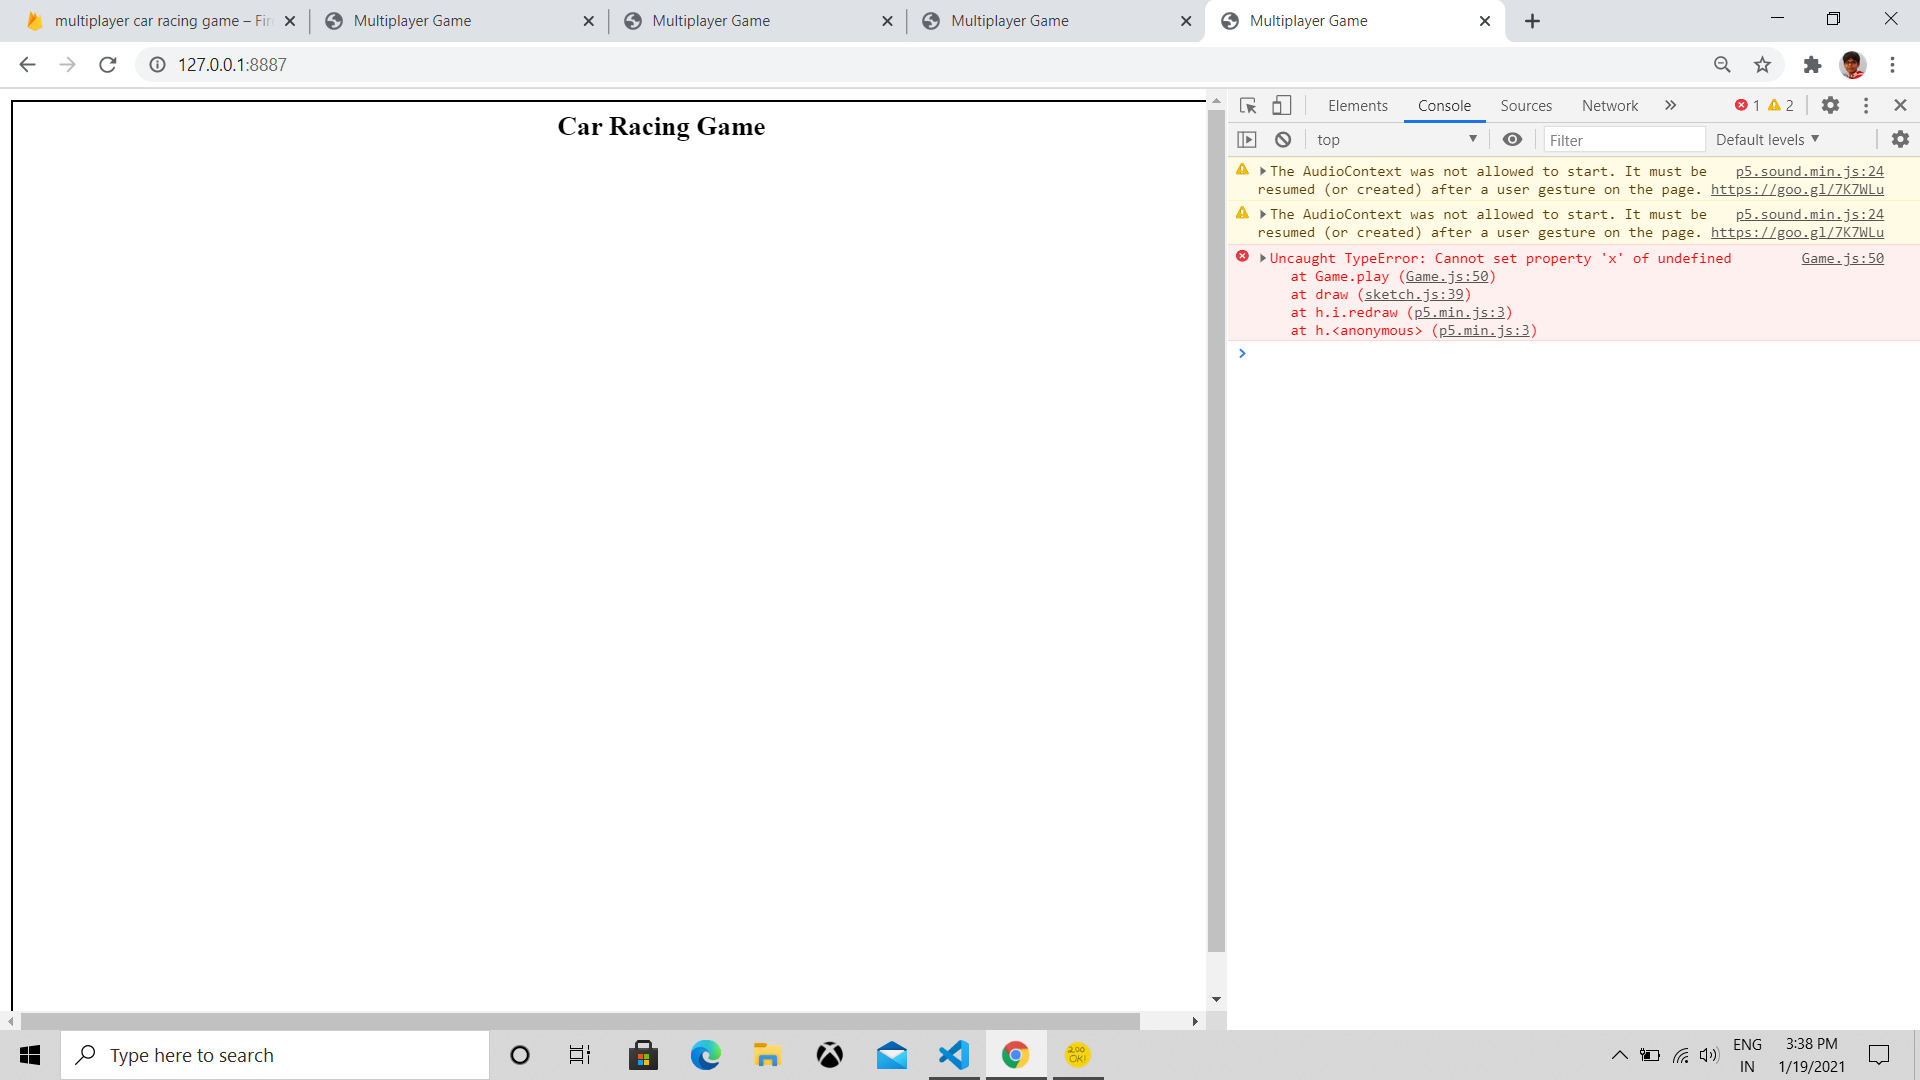 multiplayer car racing game – Fire
Multiplayer Game
Multiplayer Game
Multiplayer Game
Multiplayer Game
127.0.0.1:8887
Car Racing Game
Elements
Console
Sources
Network
1
2
top
Filter
Default levels
The AudioContext was not allowed to start. It must be p5.sound.min.js:24
resumed (or created) after a user gesture on the page. https://goo.gl/7K7WLu
The AudioContext was not allowed to start. It must be p5.sound.min.js:24
resumed (or created) after a user gesture on the page. https://goo.gl/7K7WLu
Uncaught TypeError: Cannot set property 'x' of undefined Game.js:50
at Game.play (Game.js:50)
at draw (sketch.js:39)
at h.i.redraw (p5.min.js:3)
at h.<anonymous> (p5.min.js:3)
Type here to search
200
OK!
ENG
IN
3:38 PM
1/19/2021